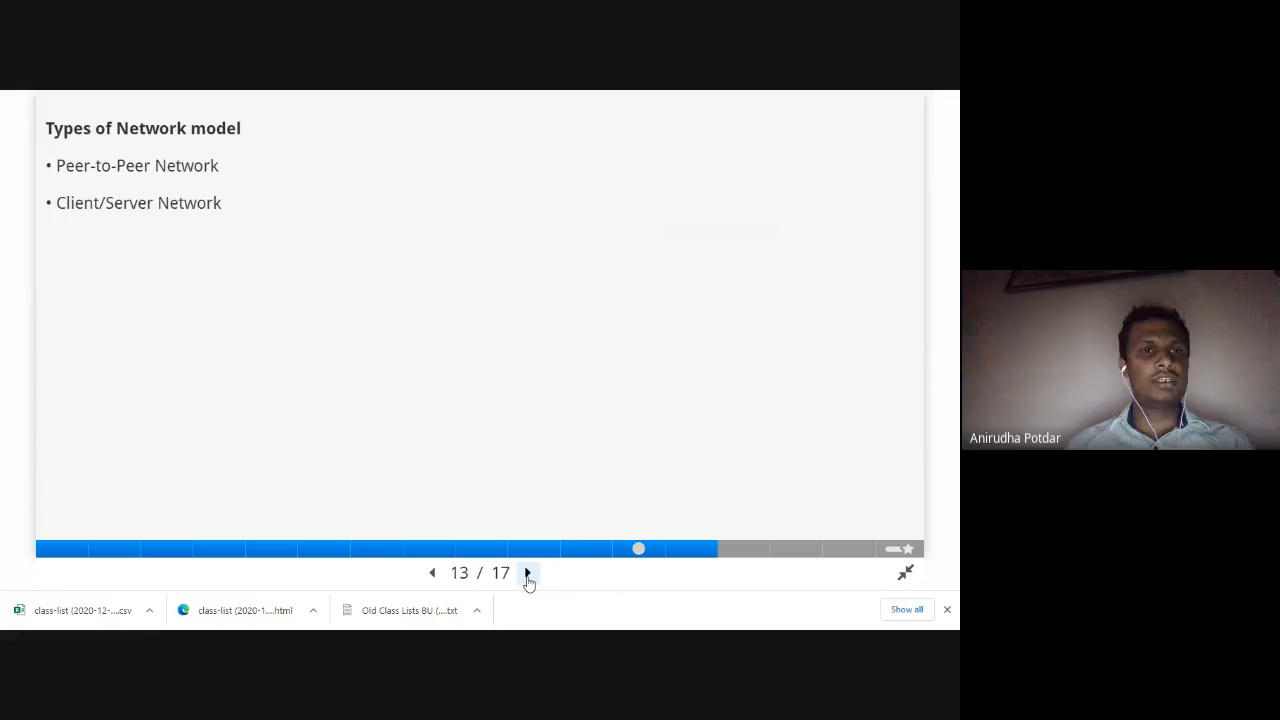 Types of Network model
• Peer-to-Peer Network
• Client/Server Network
13 / 17
class-list (2020-12-....csv
class-list (2020-1....html
Old Class Lists BU (....txt
Show all
Anirudha Potdar